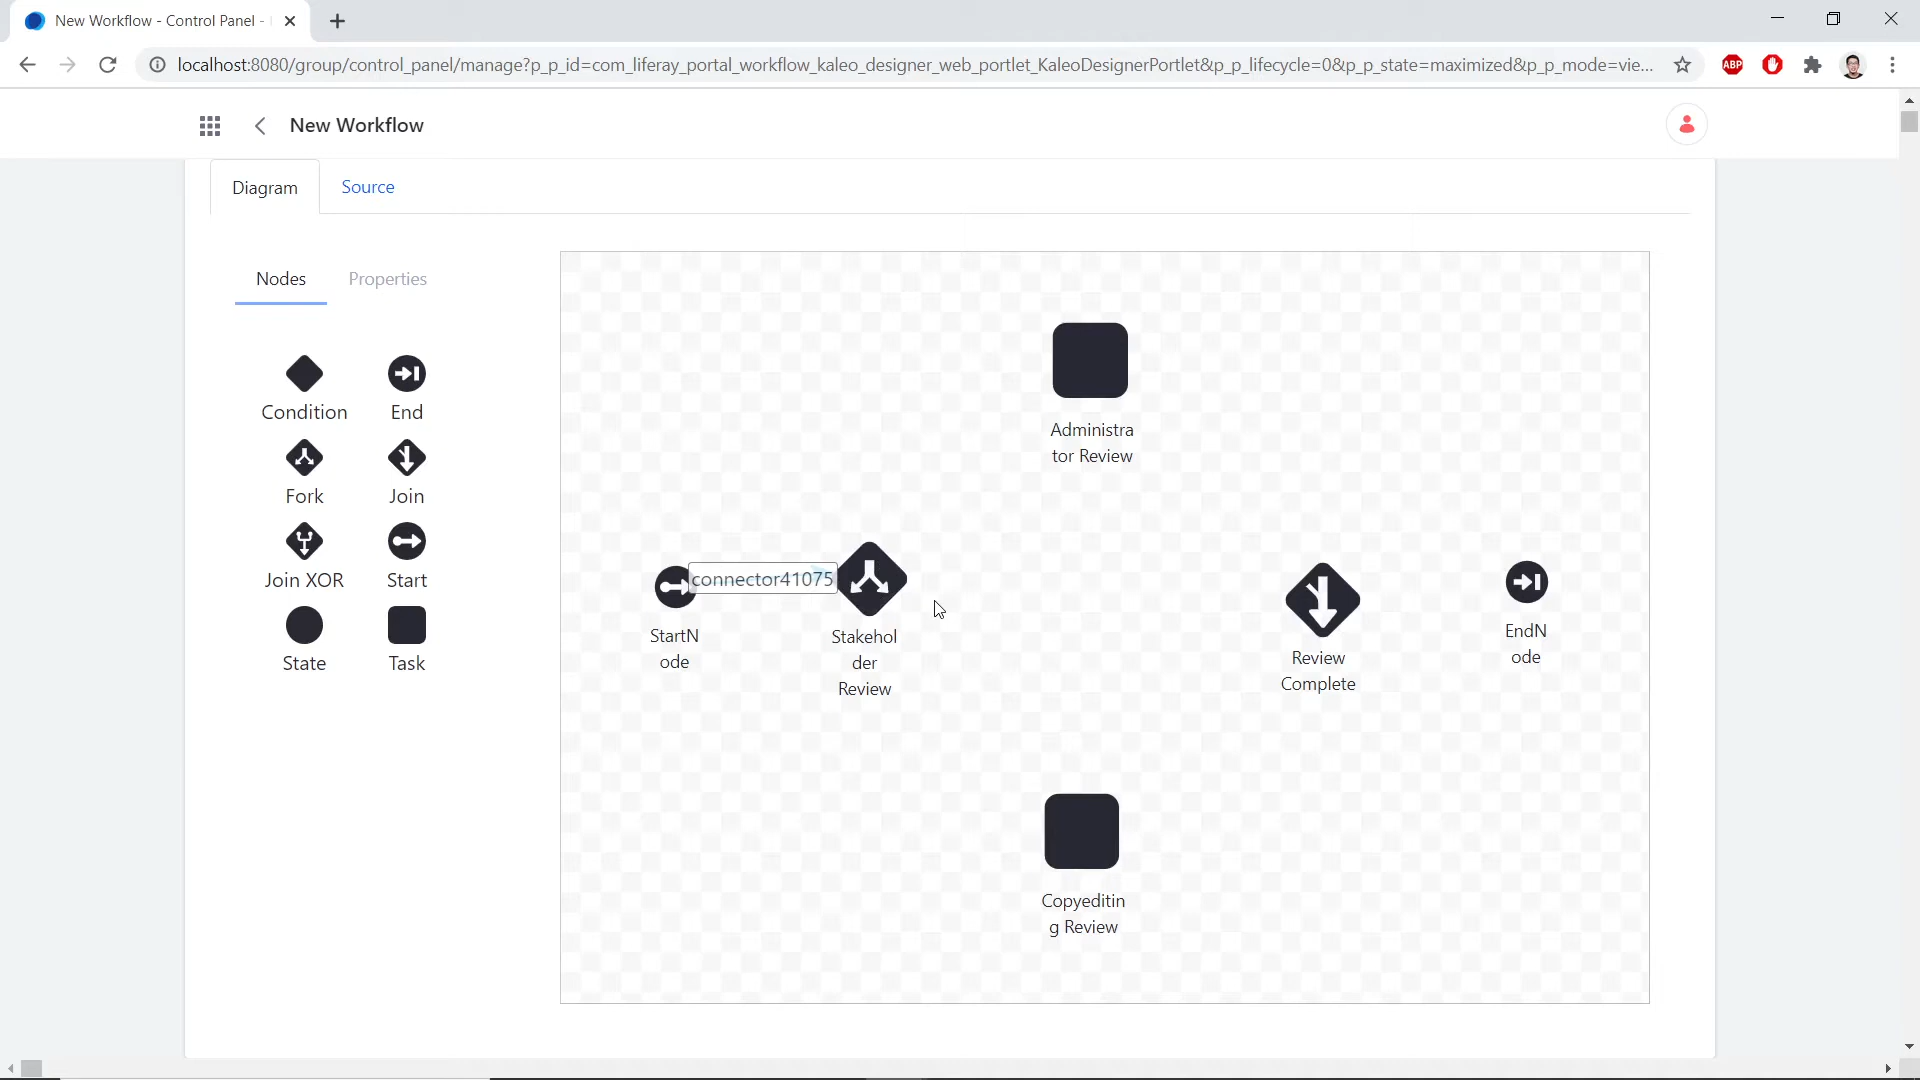 New Workflow - Control Panel -
localhost:8080/group/control_panel/manage?p_p_id=com_liferay_portal_workflow_kaleo_designer_web_portlet_KaleoDesignerPortlet&p_p_lifecycle=0&p_p_state=maximized&p_p_mode=vie...
ABP
New Workflow
Diagram
Source
Nodes
Properties
Condition
End
Fork
Join
Join XOR
Start
State
Task
Administra
tor Review
connector41075
StartN
ode
Stakehol
der
Review
Review
Complete
EndN
ode
Copyeditin
g Review